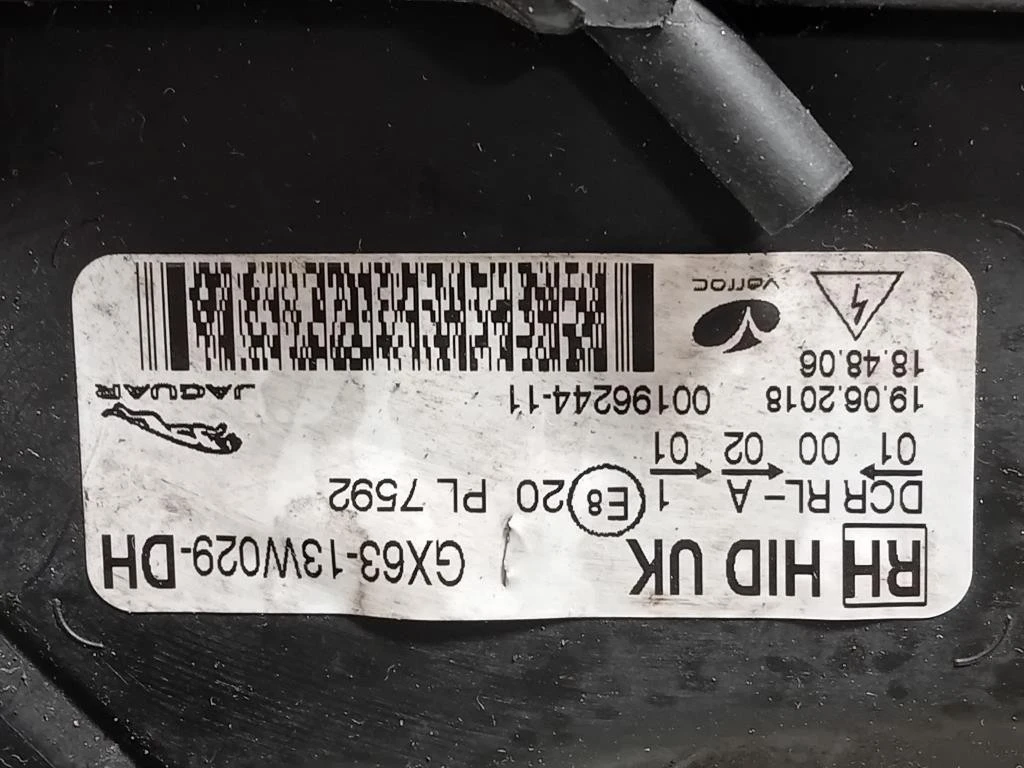 RH HID UK GX63-13W029-DH
DCR RL- A 1 E8 20 PL 7592
01 00 02 01
19.06.2018 00196244-11
JAGUAR
18.48.06
varroc